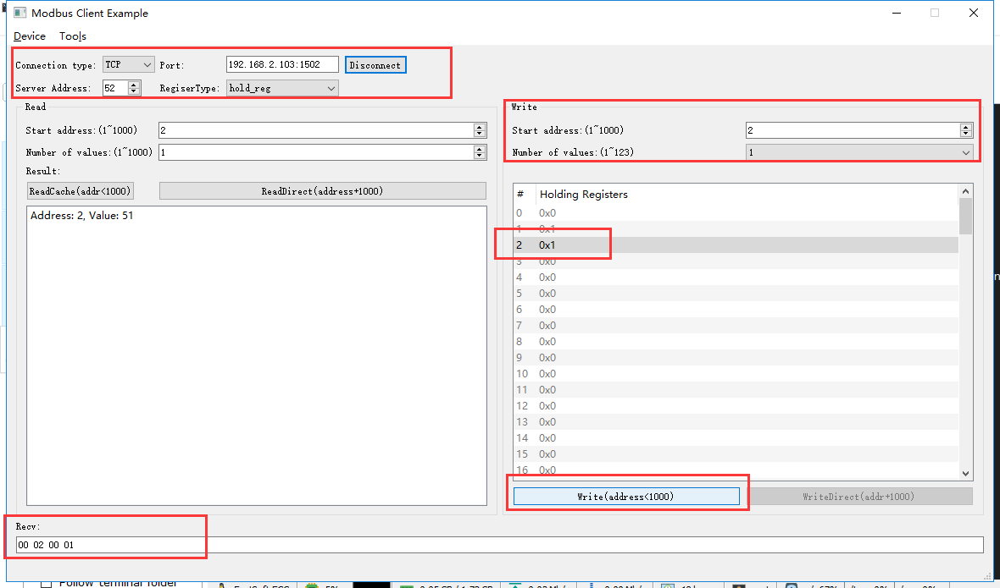 Modbus Client Example
Device Tools
Connection type: TCP Port: 192.168.2.103:1502 Disconnect
Server Address: 52 RegiserType: hold_reg
Read
Start address:(1~1000) 2
Number of values:(1~1000) 1
Result:
ReadCache(addr<1000) ReadDirect(address+1000)
Address: 2, Value: 51
Write
Start address:(1~1000) 2
Number of values:(1~123) 1
# Holding Registers
0 0x0
1 0x1
2 0x1
3 0x0
4 0x0
5 0x0
6 0x0
7 0x0
8 0x0
9 0x0
10 0x0
11 0x0
12 0x0
13 0x0
14 0x0
15 0x0
16 0x0
Write(address<1000) WriteDirect(addr+1000)
Recv:
00 02 00 01
Follow terminal folder